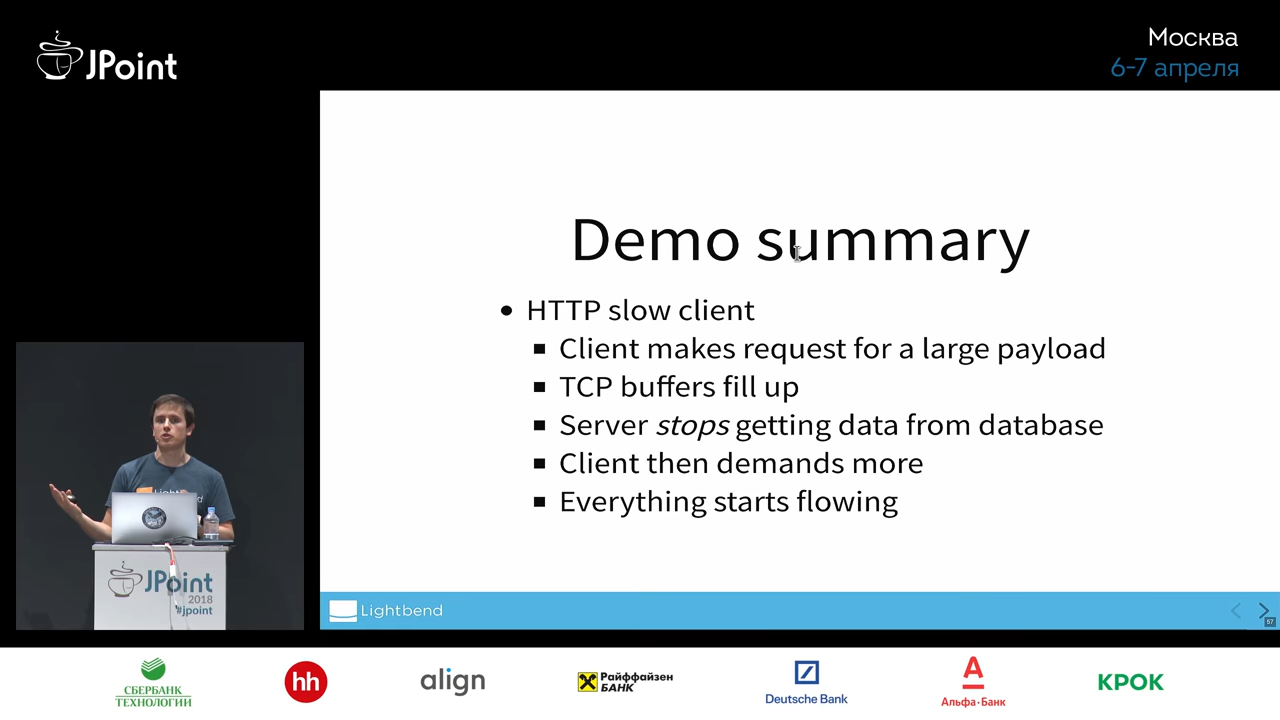 JPoint
Москва
6-7 апреля
Demo summary
HTTP slow client
Client makes request for a large payload
TCP buffers fill up
Server stops getting data from database
Client then demands more
Everything starts flowing
Lightbend
57
Lightbend
JPoint
2018
#jpoint
СБЕРБАНК
ТЕХНОЛОГИИ
hh
align
Райффайзен
БАНК
Deutsche Bank
А
Альфа·Банк
КРОК